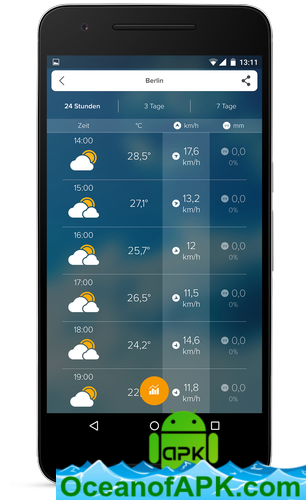 13:11
Berlin
24 Stunden 3 Tage 7 Tage
Zeit °C km/h mm
14:00
28,5° 17,6 km/h 0,0 0%
15:00
27,1° 13,2 km/h 0,0 0%
16:00
25,7° 12 km/h 0,0 0%
17:00
26,5° 11,5 km/h 0,0 0%
18:00
24,2° 14,6 km/h 0,0 0%
19:00
22 11,8 km/h 0,0 0%
APK
OceanofAPK.com